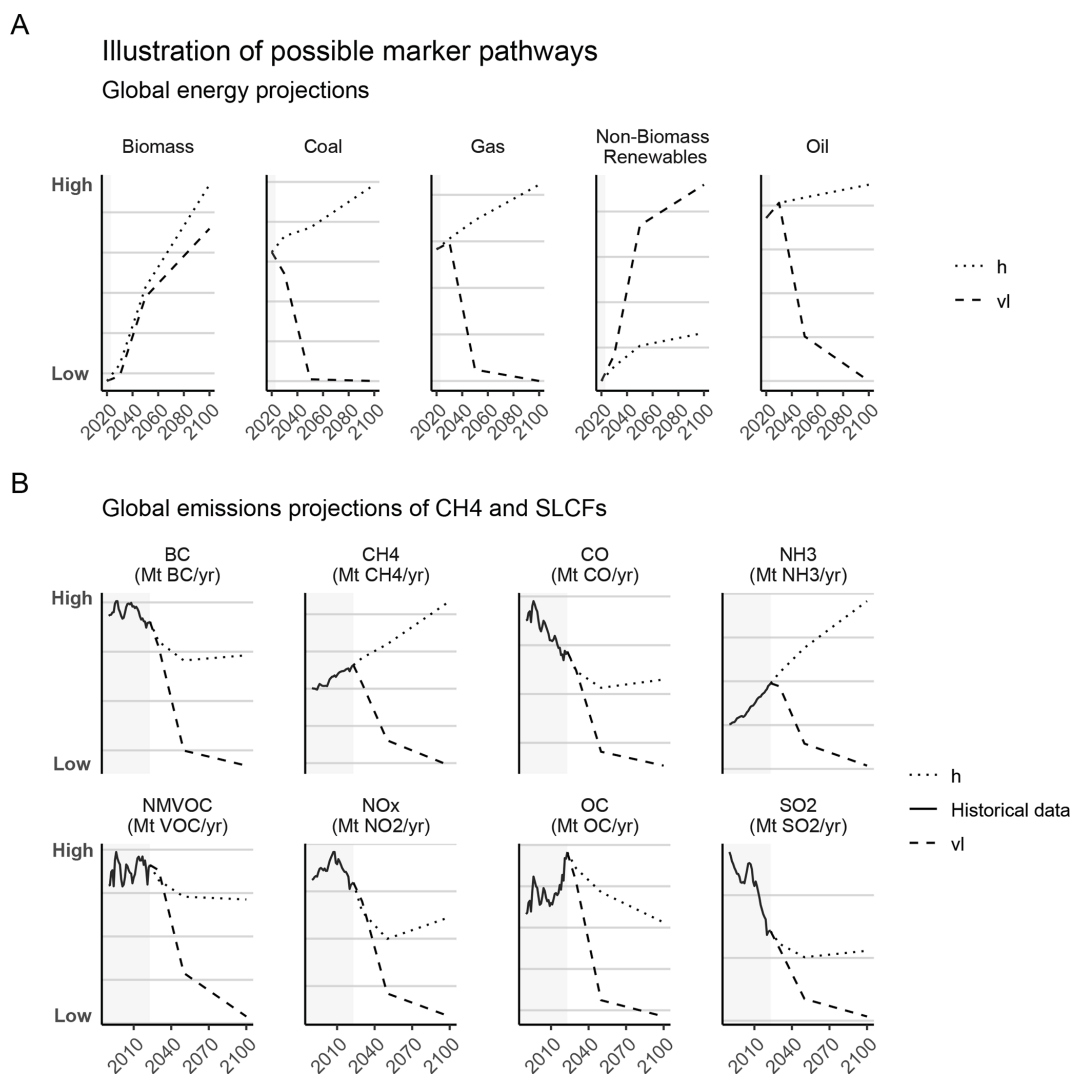 A
Illustration of possible marker pathways
Global energy projections
Biomass
Coal
Gas
Non-Biomass
Renewables
Oil
High
Low
2020 2040 2060 2080 2100
2020 2040 2060 2080 2100
2020 2040 2060 2080 2100
2020 2040 2060 2080 2100
2020 2040 2060 2080 2100
h
vl
B
Global emissions projections of CH4 and SLCFs
BC
(Mt BC/yr)
CH4
(Mt CH4/yr)
CO
(Mt CO/yr)
NH3
(Mt NH3/yr)
High
Low
NMVOC
(Mt VOC/yr)
NOx
(Mt NO2/yr)
OC
(Mt OC/yr)
SO2
(Mt SO2/yr)
High
Low
2010 2040 2070 2100
2010 2040 2070 2100
2010 2040 2070 2100
2010 2040 2070 2100
h
Historical data
vl